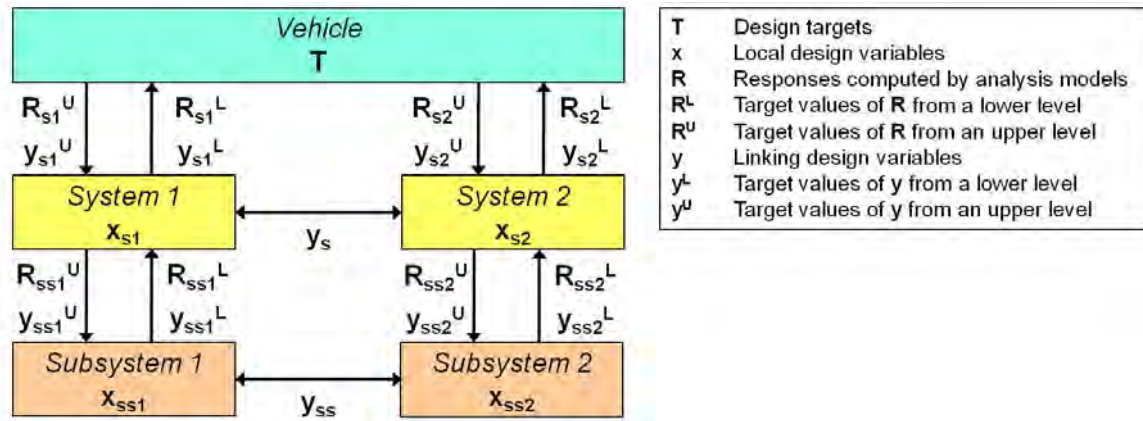 Vehicle
T
R_s1^U R_s1^L R_s2^U R_s2^L
y_s1^U y_s1^L y_s2^U y_s2^L
System 1
x_s1
y_s
System 2
x_s2
R_ss1^U R_ss1^L R_ss2^U R_ss2^L
y_ss1^U y_ss1^L y_ss2^U y_ss2^L
Subsystem 1
x_ss1
y_ss
Subsystem 2
x_ss2
T Design targets
x Local design variables
R Responses computed by analysis models
R^L Target values of R from a lower level
R^U Target values of R from an upper level
y Linking design variables
y^L Target values of y from a lower level
y^U Target values of y from an upper level